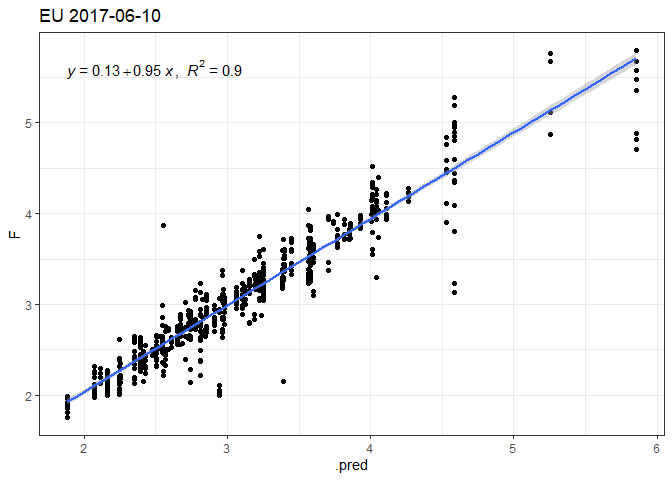 EU 2017-06-10
y = 0.13+0.95 x , R² = 0.9
5
4
3
2
F
2 3 4 5 6
.pred